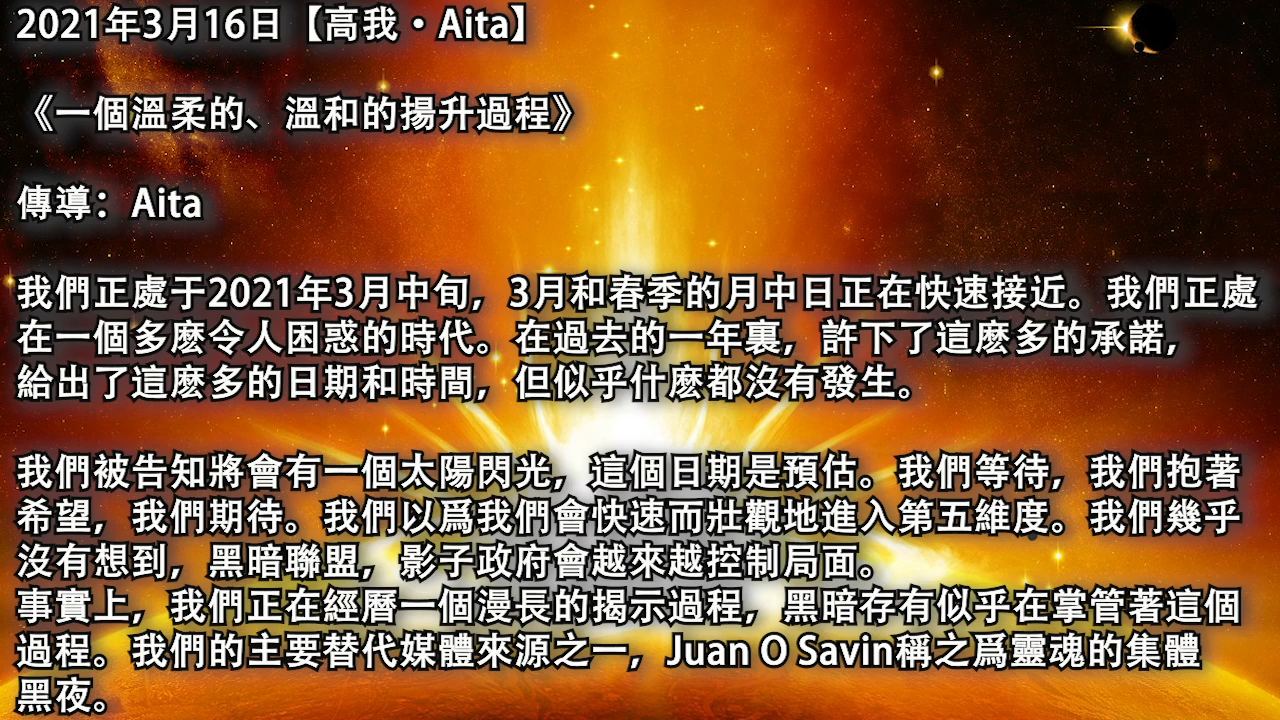 2021年3月16日【高我•Aita】
《一個溫柔的、溫和的揚升過程》
傳導：Aita
我們正處于2021年3月中旬，3月和春季的月中日正在快速接近。我們正處
在一個多麽令人困惑的時代。在過去的一年裏，許下了這麽多的承諾，
給出了這麽多的日期和時間，但似乎什麽都沒有發生。
我們被告知將會有一個太陽閃光，這個日期是預估。我們等待，我們抱著
希望，我們期待。我們以爲我們會快速而壯觀地進入第五維度。我們幾乎
沒有想到，黑暗聯盟，影子政府會越來越控制局面。
事實上，我們正在經曆一個漫長的揭示過程，黑暗存有似乎在掌管著這個
過程。我們的主要替代媒體來源之一，Juan O Savin稱之爲靈魂的集體
黑夜。